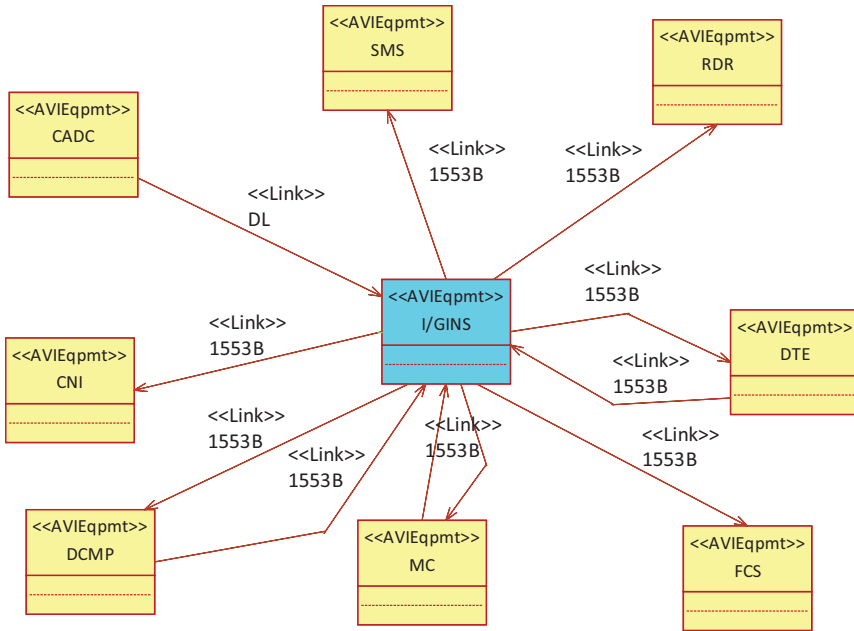 <<AVIEqpmt>>
SMS
<<AVIEqpmt>>
RDR
<<AVIEqpmt>>
CADC
<<Link>>
1553B
<<Link>>
1553B
<<Link>>
DL
<<AVIEqpmt>>
I/GINS
<<Link>>
1553B
<<Link>>
1553B
<<AVIEqpmt>>
DTE
<<AVIEqpmt>>
CNI
<<Link>>
1553B
<<Link>>
1553B
<<Link>>
1553B
<<Link>>
1553B
<<Link>>
1553B
<<AVIEqpmt>>
DCMP
<<AVIEqpmt>>
MC
<<AVIEqpmt>>
FCS